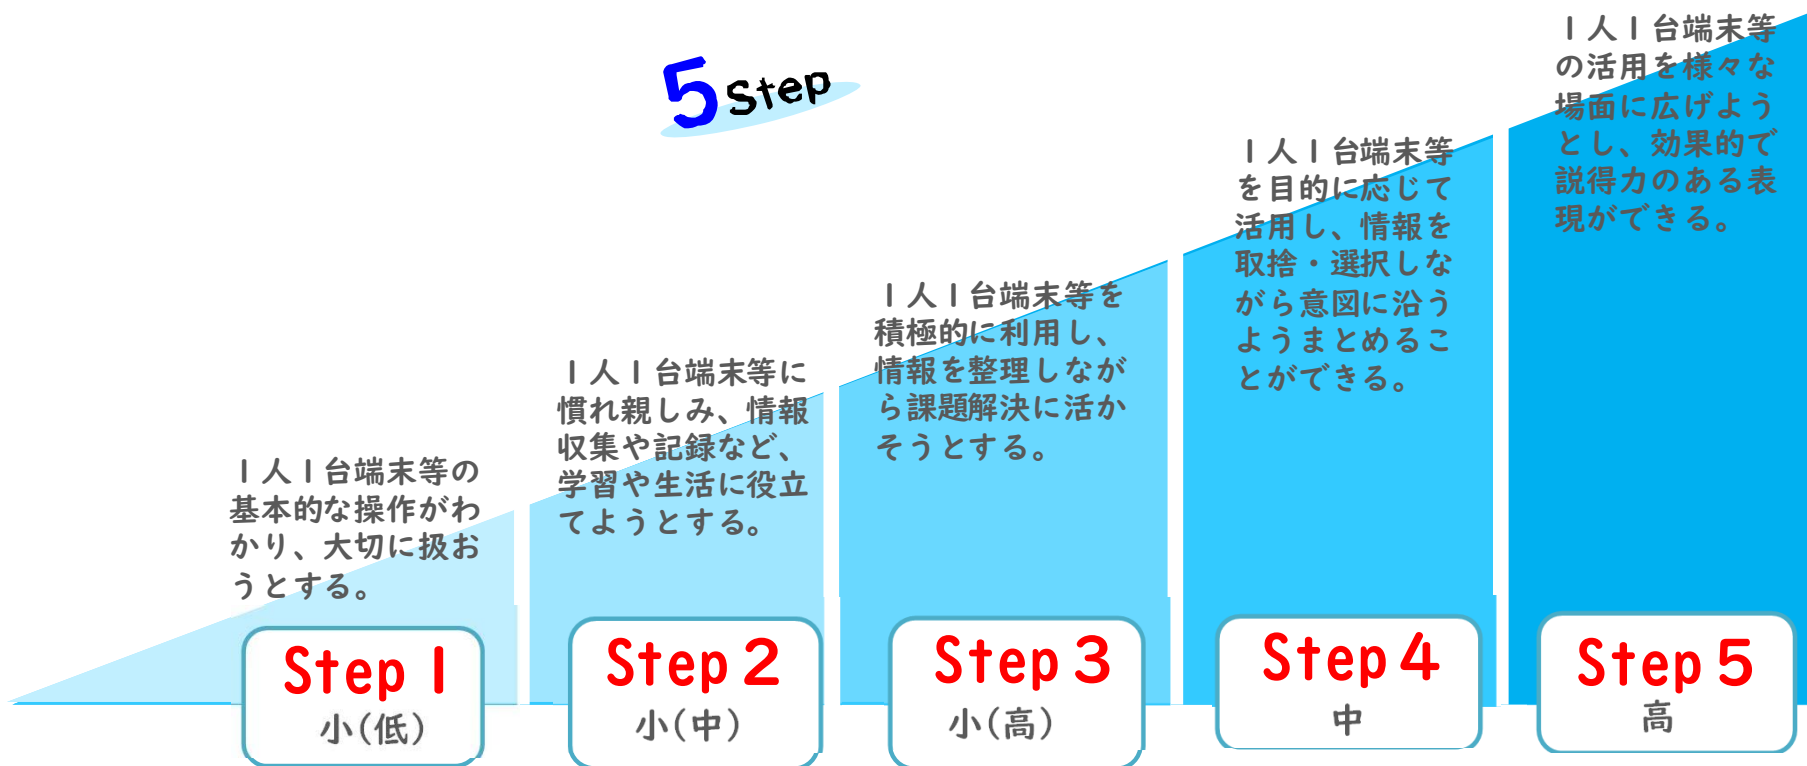 5 Step
1人1台端末等の
基本的な操作がわ
かり、大切に扱お
うとする。
Step 1
小(低)
1人1台端末等に
慣れ親しみ、情報
収集や記録など、
学習や生活に役立
てようとする。
Step 2
小(中)
1人1台端末等を
積極的に利用し、
情報を整理しなが
ら課題解決に活か
そうとする。
Step 3
小(高)
1人1台端末等
を目的に応じて
活用し、情報を
取捨・選択しな
がら意図に沿う
ようまとめるこ
とができる。
Step 4
中
1人1台端末等
の活用を様々な
場面に広げよう
とし、効果的で
説得力のある表
現ができる。
Step 5
高